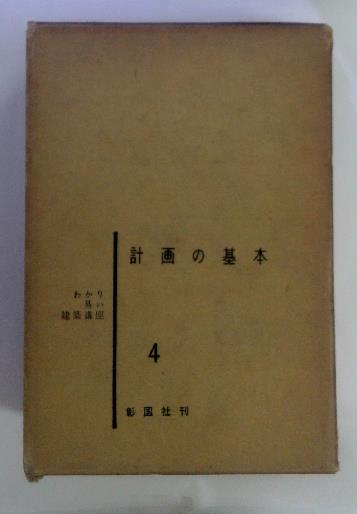 計画の基本
わかり
易い
建築講座
4
彰国社刊